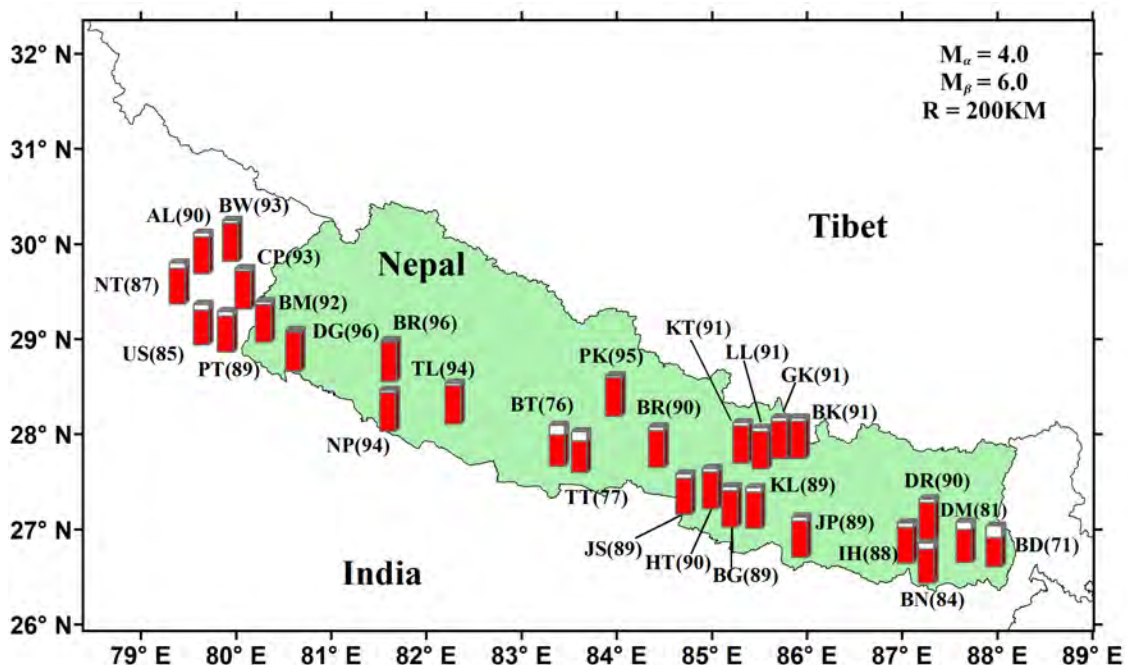 32° N
31° N
30° N
29° N
28° N
27° N
26° N
M_α = 4.0
M_β = 6.0
R = 200KM
Tibet
Nepal
India
AL(90)
BW(93)
NT(87)
CP(93)
BM(92)
US(85)
PT(89)
DG(96)
BR(96)
TL(94)
NP(94)
BT(76)
TT(77)
PK(95)
BR(90)
KT(91)
LL(91)
GK(91)
BK(91)
JS(89)
HT(90)
BG(89)
KL(89)
JP(89)
IH(88)
DR(90)
DM(81)
BD(71)
BN(84)
79° E
80° E
81° E
82° E
83° E
84° E
85° E
86° E
87° E
88° E
89° E